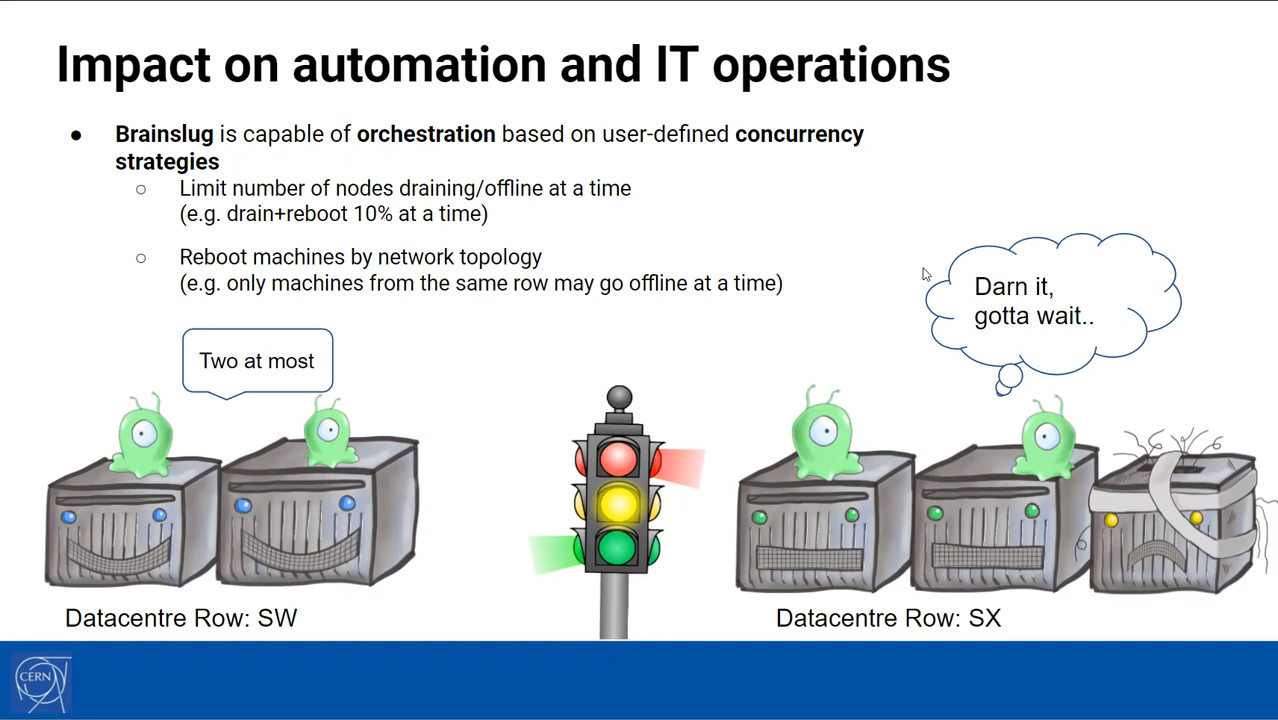 Impact on automation and IT operations
● Brainslug is capable of orchestration based on user-defined concurrency
strategies
○ Limit number of nodes draining/offline at a time
(e.g. drain+reboot 10% at a time)
○ Reboot machines by network topology
(e.g. only machines from the same row may go offline at a time)
Darn it,
gotta wait..
Two at most
Datacentre Row: SW
Datacentre Row: SX
CERN